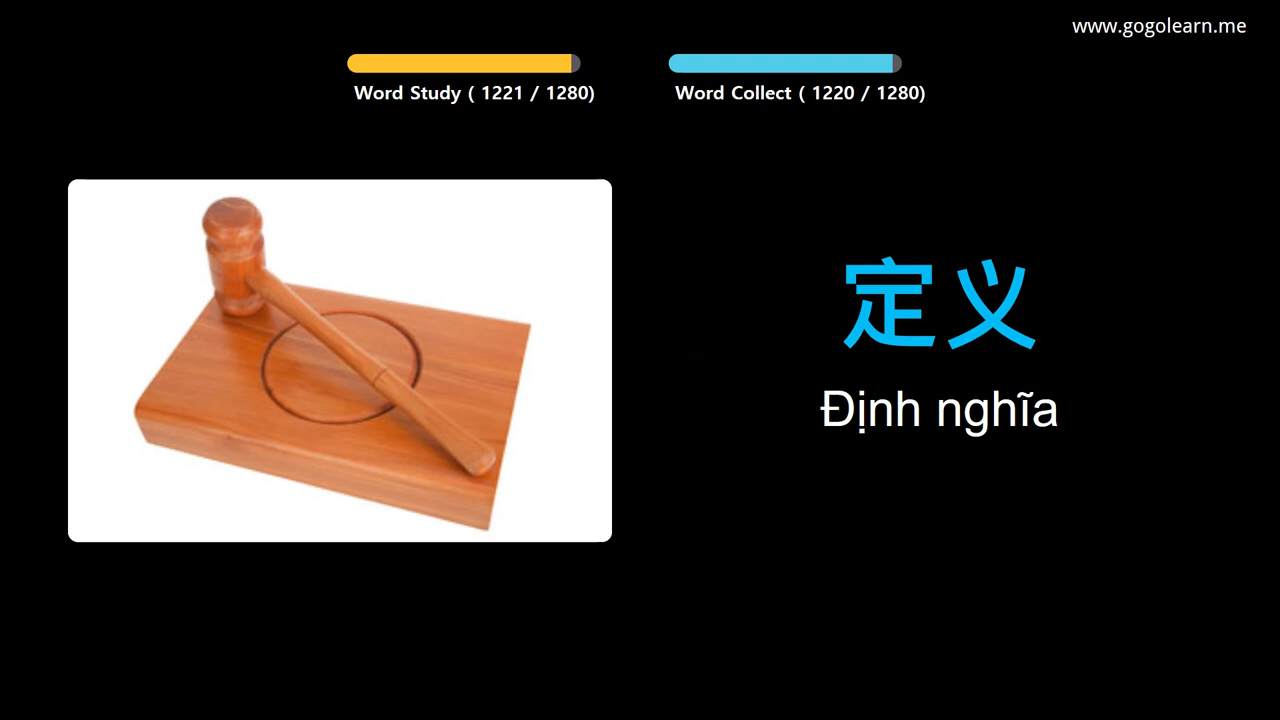 www.gogolearn.me
Word Study ( 1221 / 1280)
Word Collect ( 1220 / 1280)
定义
Định nghĩa